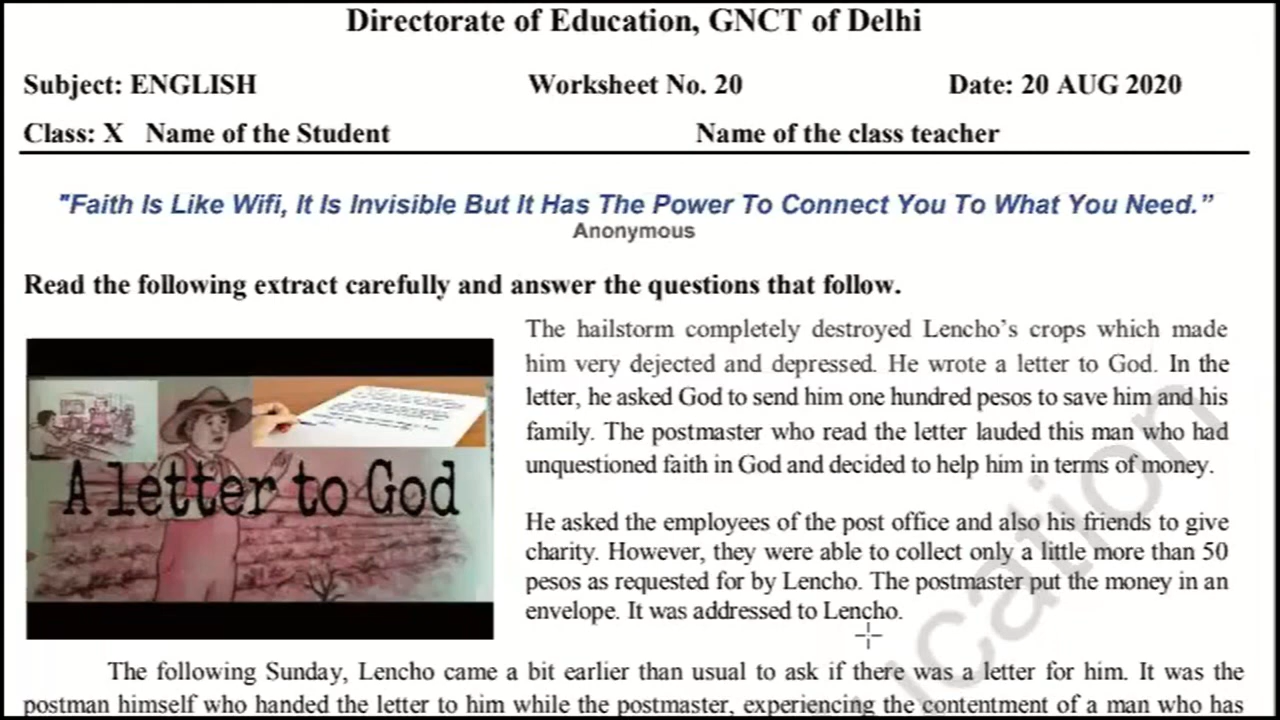 Directorate of Education, GNCT of Delhi
Subject: ENGLISH Worksheet No. 20 Date: 20 AUG 2020
Class: X Name of the Student Name of the class teacher
"Faith Is Like Wifi, It Is Invisible But It Has The Power To Connect You To What You Need.”
Anonymous
Read the following extract carefully and answer the questions that follow.
A letter to God
The hailstorm completely destroyed Lencho’s crops which made
him very dejected and depressed. He wrote a letter to God. In the
letter, he asked God to send him one hundred pesos to save him and his
family. The postmaster who read the letter lauded this man who had
unquestioned faith in God and decided to help him in terms of money.
He asked the employees of the post office and also his friends to give
charity. However, they were able to collect only a little more than 50
pesos as requested for by Lencho. The postmaster put the money in an
envelope. It was addressed to Lencho.
The following Sunday, Lencho came a bit earlier than usual to ask if there was a letter for him. It was the
postman himself who handed the letter to him while the postmaster, experiencing the contentment of a man who has